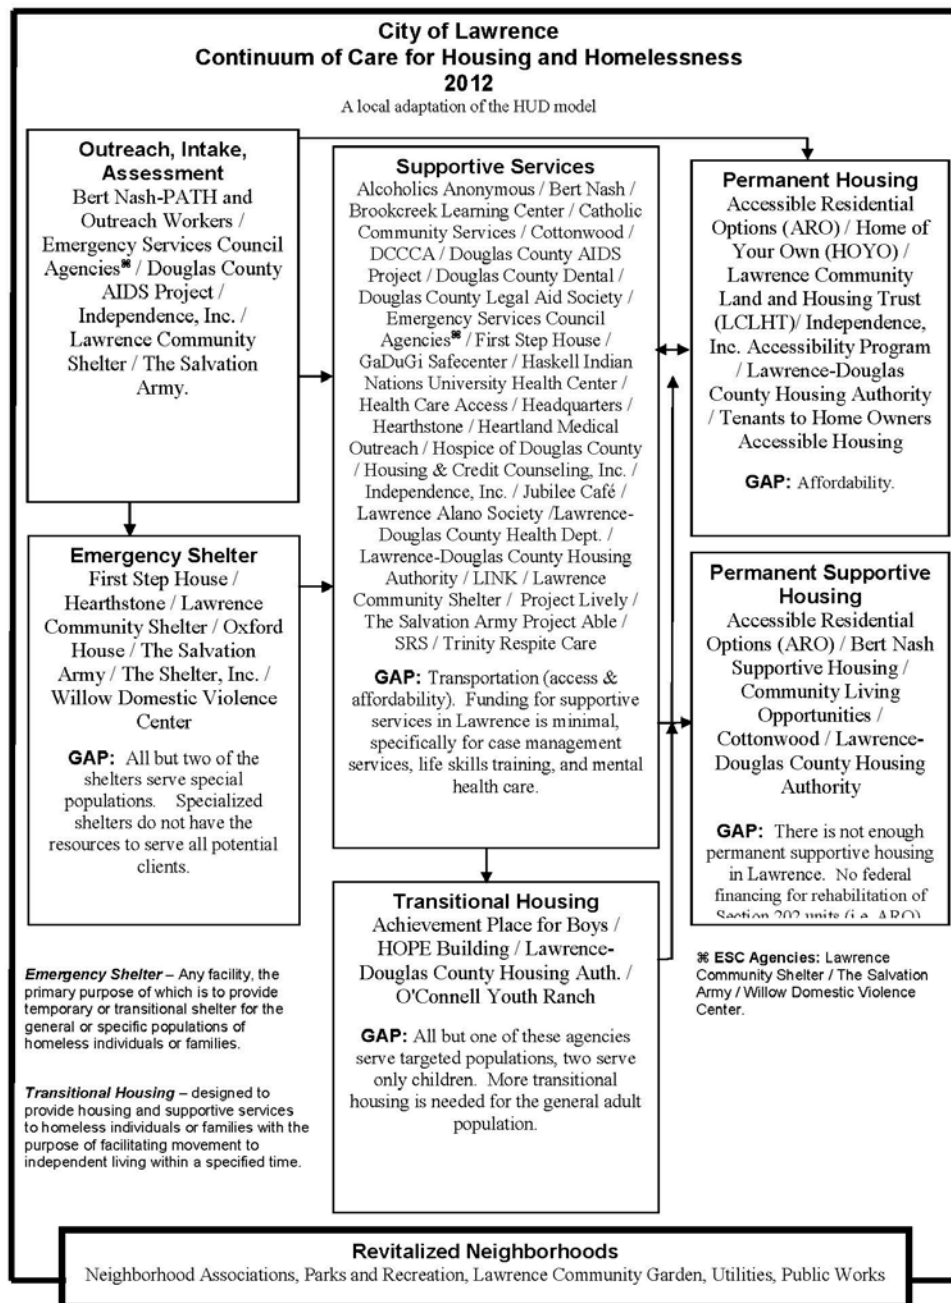 City of Lawrence
Continuum of Care for Housing and Homelessness
2012
A local adaptation of the HUD model
Outreach, Intake,
Assessment
Bert Nash-PATH and
Outreach Workers /
Emergency Services Council
Agencies⌘ / Douglas County
AIDS Project /
Independence, Inc. /
Lawrence Community
Shelter / The Salvation
Army.
Emergency Shelter
First Step House /
Hearthstone / Lawrence
Community Shelter / Oxford
House / The Salvation
Army / The Shelter, Inc. /
Willow Domestic Violence
Center
GAP: All but two of the
shelters serve special
populations. Specialized
shelters do not have the
resources to serve all potential
clients.
Emergency Shelter – Any facility, the
primary purpose of which is to provide
temporary or transitional shelter for the
general or specific populations of
homeless individuals or families.
Transitional Housing – designed to
provide housing and supportive services
to homeless individuals or families with the
purpose of facilitating movement to
independent living within a specified time.
Supportive Services
Alcoholics Anonymous / Bert Nash /
Brookcreek Learning Center / Catholic
Community Services / Cottonwood /
DCCCA / Douglas County AIDS
Project / Douglas County Dental /
Douglas County Legal Aid Society /
Emergency Services Council
Agencies⌘ / First Step House /
GaDuGi Safecenter / Haskell Indian
Nations University Health Center /
Health Care Access / Headquarters /
Hearthstone / Heartland Medical
Outreach / Hospice of Douglas County
/ Housing & Credit Counseling, Inc. /
Independence, Inc. / Jubilee Café /
Lawrence Alano Society /Lawrence-
Douglas County Health Dept. /
Lawrence-Douglas County Housing
Authority / LINK / Lawrence
Community Shelter / Project Lively /
The Salvation Army Project Able /
SRS / Trinity Respite Care
GAP: Transportation (access &
affordability). Funding for supportive
services in Lawrence is minimal,
specifically for case management
services, life skills training, and mental
health care.
Transitional Housing
Achievement Place for Boys /
HOPE Building / Lawrence-
Douglas County Housing Auth. /
O'Connell Youth Ranch
GAP: All but one of these agencies
serve targeted populations, two serve
only children. More transitional
housing is needed for the general adult
population.
Permanent Housing
Accessible Residential
Options (ARO) / Home of
Your Own (HOYO) /
Lawrence Community
Land and Housing Trust
(LCLHT)/ Independence,
Inc. Accessibility Program
/ Lawrence-Douglas
County Housing Authority
/ Tenants to Home Owners
Accessible Housing
GAP: Affordability.
Permanent Supportive
Housing
Accessible Residential
Options (ARO) / Bert Nash
Supportive Housing /
Community Living
Opportunities /
Cottonwood / Lawrence-
Douglas County Housing
Authority
GAP: There is not enough
permanent supportive housing
in Lawrence. No federal
financing for rehabilitation of
Section 202 units (i.e. ARO)
⌘ ESC Agencies: Lawrence
Community Shelter / The Salvation
Army / Willow Domestic Violence
Center.
Revitalized Neighborhoods
Neighborhood Associations, Parks and Recreation, Lawrence Community Garden, Utilities, Public Works